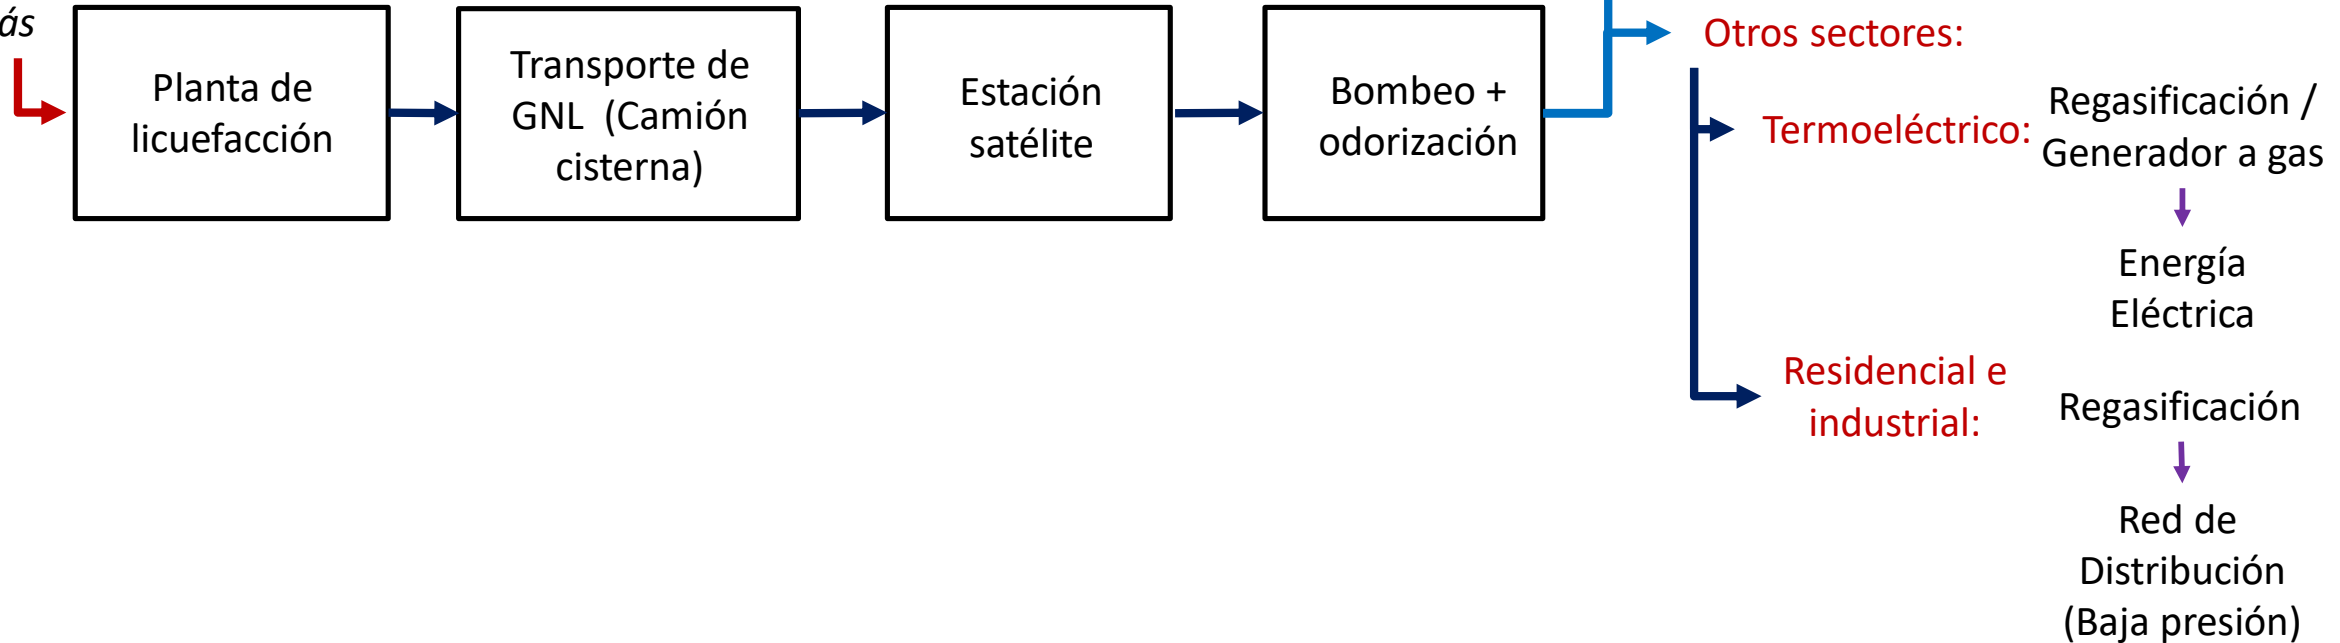 ás
Planta de
licuefacción
Transporte de
GNL (Camión
cisterna)
Estación
satélite
Bombeo +
odorización
Otros sectores:
Termoeléctrico:
Regasificación /
Generador a gas
Energía
Eléctrica
Residencial e
industrial:
Regasificación
Red de
Distribución
(Baja presión)